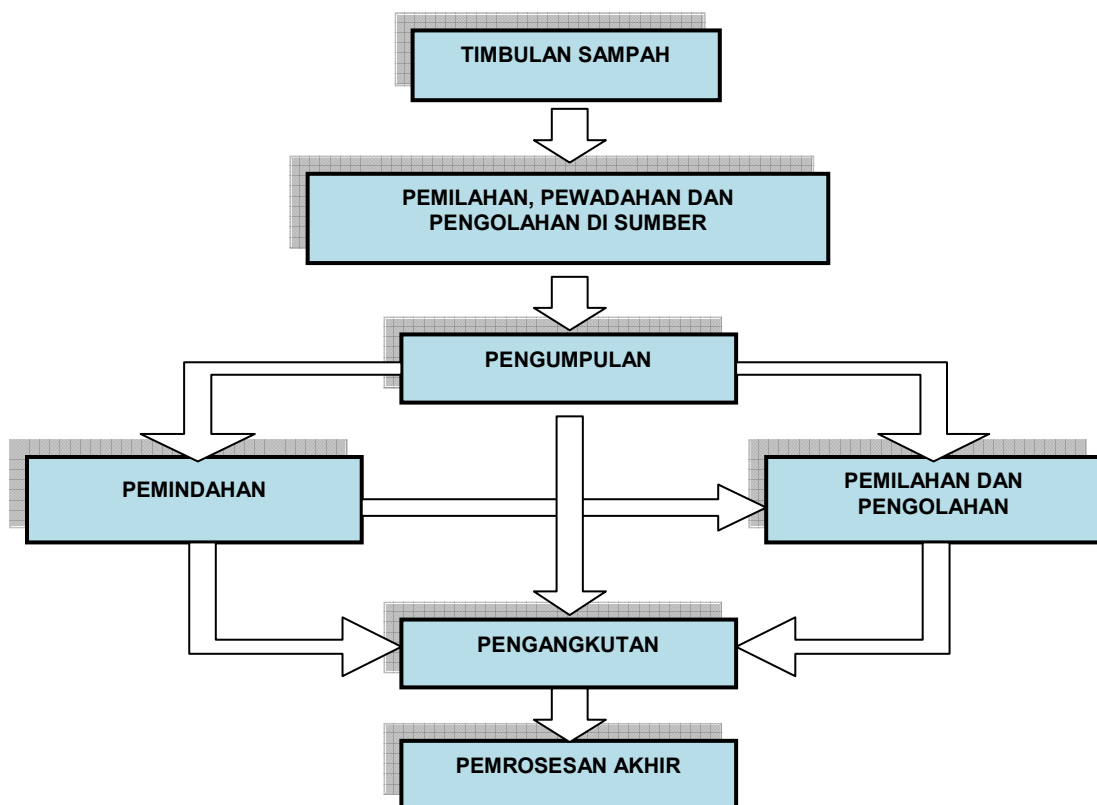 TIMBULAN SAMPAH
PEMILAHAN, PEWADAHAN DAN
PENGOLAHAN DI SUMBER
PENGUMPULAN
PEMINDAHAN
PEMILAHAN DAN
PENGOLAHAN
PENGANGKUTAN
PEMROSESAN AKHIR